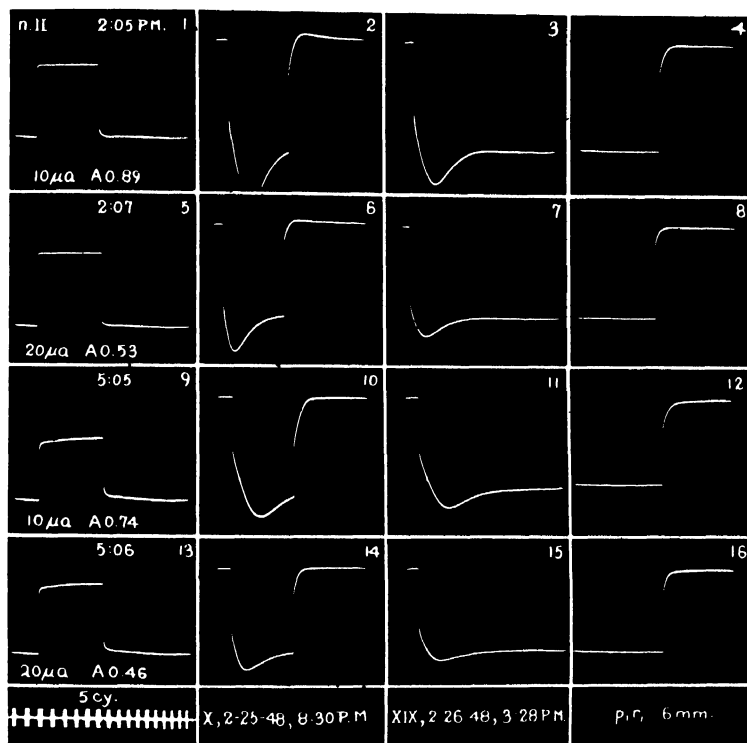 n.II 2:05 P.M. 1 2 3 4
10μa A0.89
2:07 5 6 7 8
20μa A0.53
5:05 9 10 11 12
10μa A0.74
5:06 13 14 15 16
20μa A0.46
5 cy. X, 2-25-48, 8·30 P.M XIX, 2 26 48, 3·28 P.M. p,r, 6 mm.